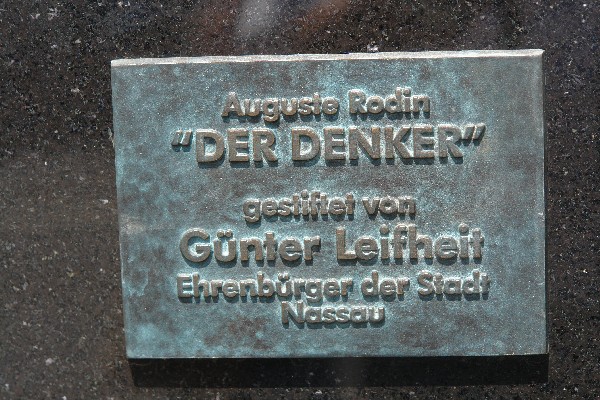 Auguste Rodin
"DER DENKER"
gestiftet von
Günter Leifheit
Ehrenbürger der Stadt
Nassau